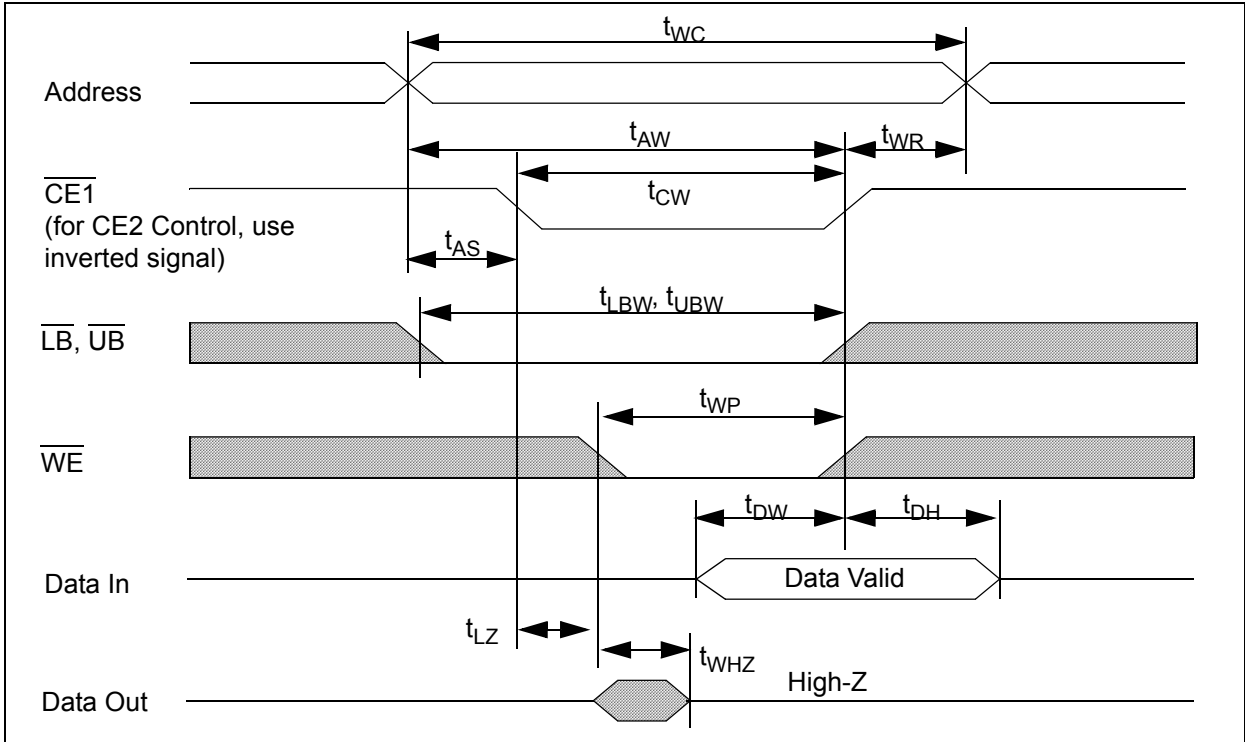 tWC
Address
tAW
tWR
CE1
(for CE2 Control, use
inverted signal)
tCW
tAS
tLBW, tUBW
LB, UB
tWP
WE
tDW
tDH
Data In
Data Valid
tLZ
tWHZ
High-Z
Data Out